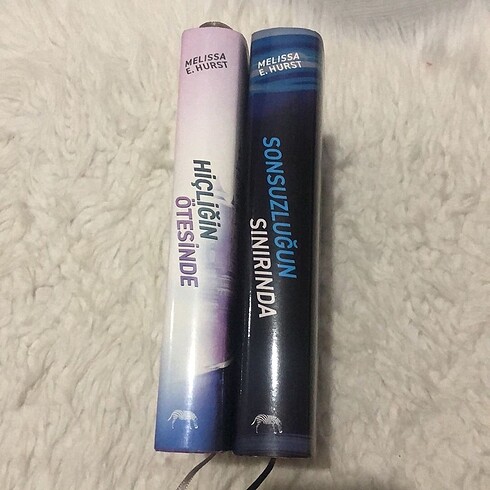 MELISSA
E. HURST
HİÇLİĞİN
ÖTESİNDE
MELISSA
E. HURST
SONSUZLUĞUN
SINIRINDA